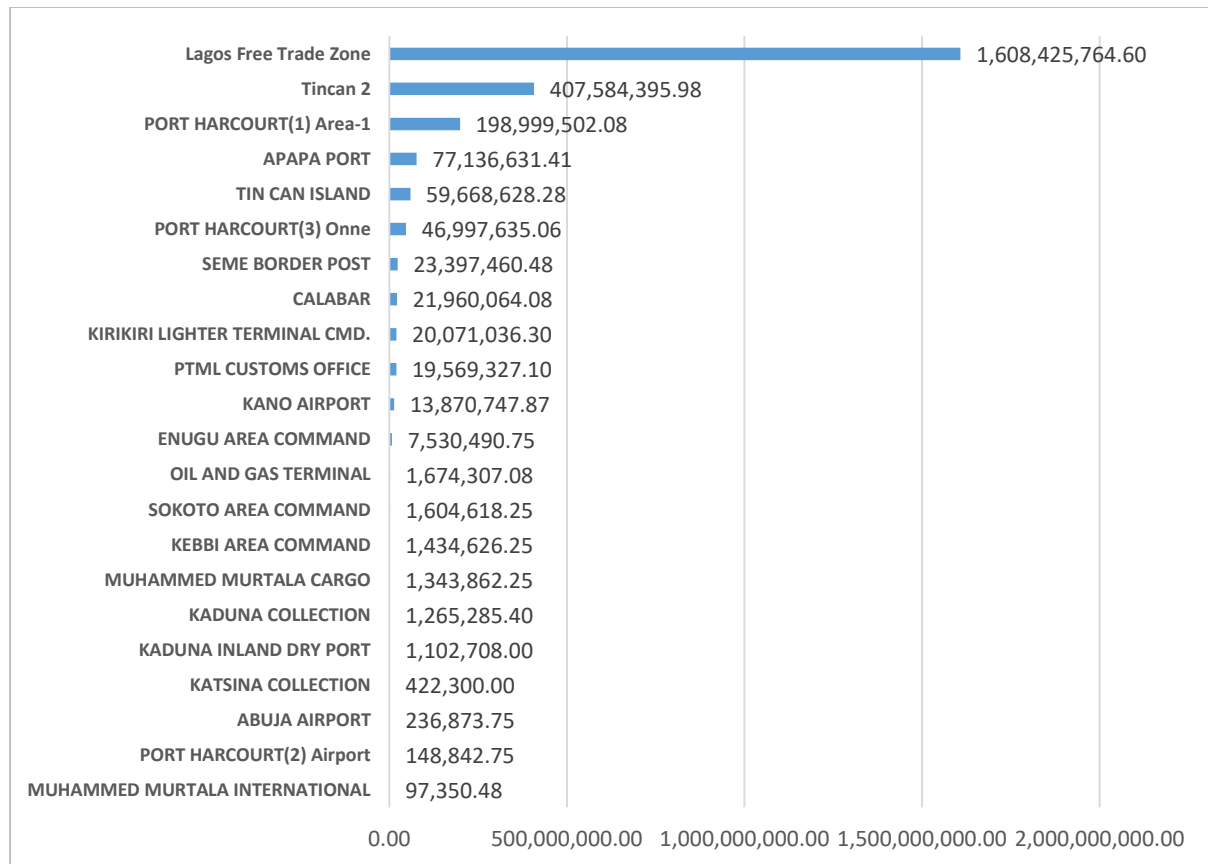 Lagos Free Trade Zone 1,608,425,764.60
Tincan 2 407,584,395.98
PORT HARCOURT(1) Area-1 198,999,502.08
APAPA PORT 77,136,631.41
TIN CAN ISLAND 59,668,628.28
PORT HARCOURT(3) Onne 46,997,635.06
SEME BORDER POST 23,397,460.48
CALABAR 21,960,064.08
KIRIKIRI LIGHTER TERMINAL CMD. 20,071,036.30
PTML CUSTOMS OFFICE 19,569,327.10
KANO AIRPORT 13,870,747.87
ENUGU AREA COMMAND 7,530,490.75
OIL AND GAS TERMINAL 1,674,307.08
SOKOTO AREA COMMAND 1,604,618.25
KEBBI AREA COMMAND 1,434,626.25
MUHAMMED MURTALA CARGO 1,343,862.25
KADUNA COLLECTION 1,265,285.40
KADUNA INLAND DRY PORT 1,102,708.00
KATSINA COLLECTION 422,300.00
ABUJA AIRPORT 236,873.75
PORT HARCOURT(2) Airport 148,842.75
MUHAMMED MURTALA INTERNATIONAL 97,350.48
0.00 500,000,000.00 1,000,000,000.00 1,500,000,000.00 2,000,000,000.00